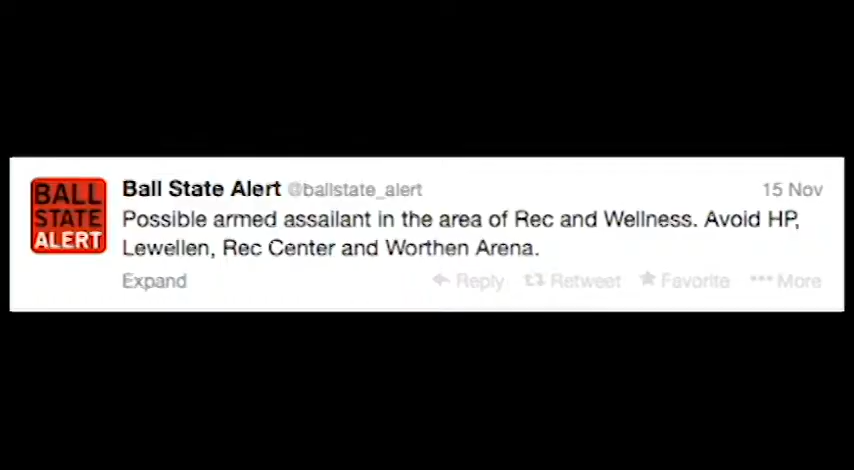 BALL
STATE
ALERT
Ball State Alert @ballstate_alert 15 Nov
Possible armed assailant in the area of Rec and Wellness. Avoid HP,
Lewellen, Rec Center and Worthen Arena.
Expand Reply Retweet Favorite More